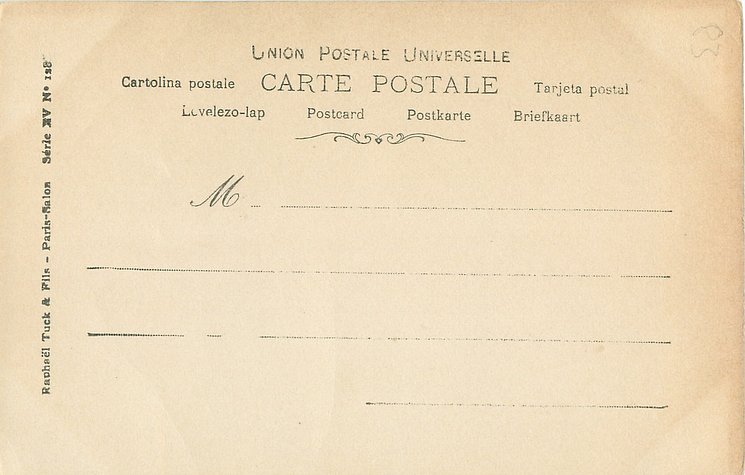 UNION POSTALE UNIVERSELLE
Cartolina postale CARTE POSTALE Tarjeta postal
Levelezo-lap Postcard Postkarte Briefkaart
M
Raphaël Tuck & Fils - Paris-Salon Série XV Nº 128